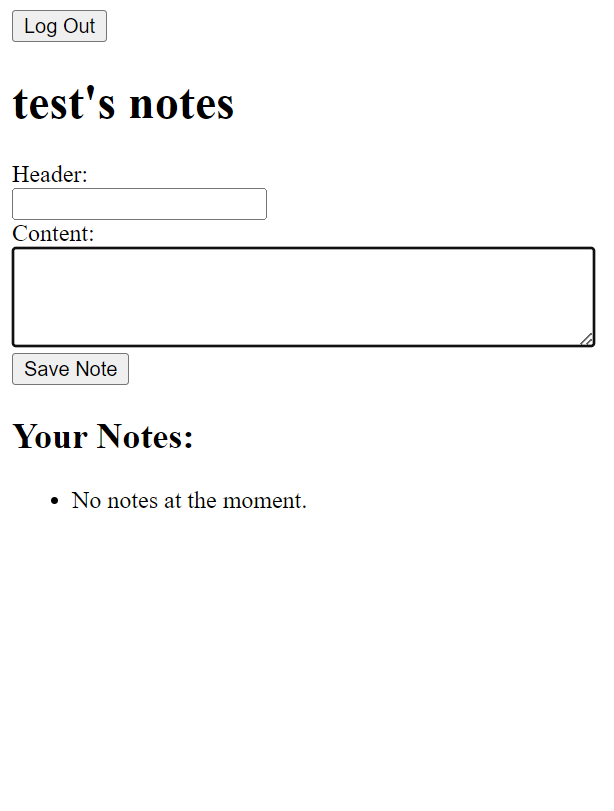 Log Out
test's notes
Header:
Content:
Save Note
Your Notes:
No notes at the moment.